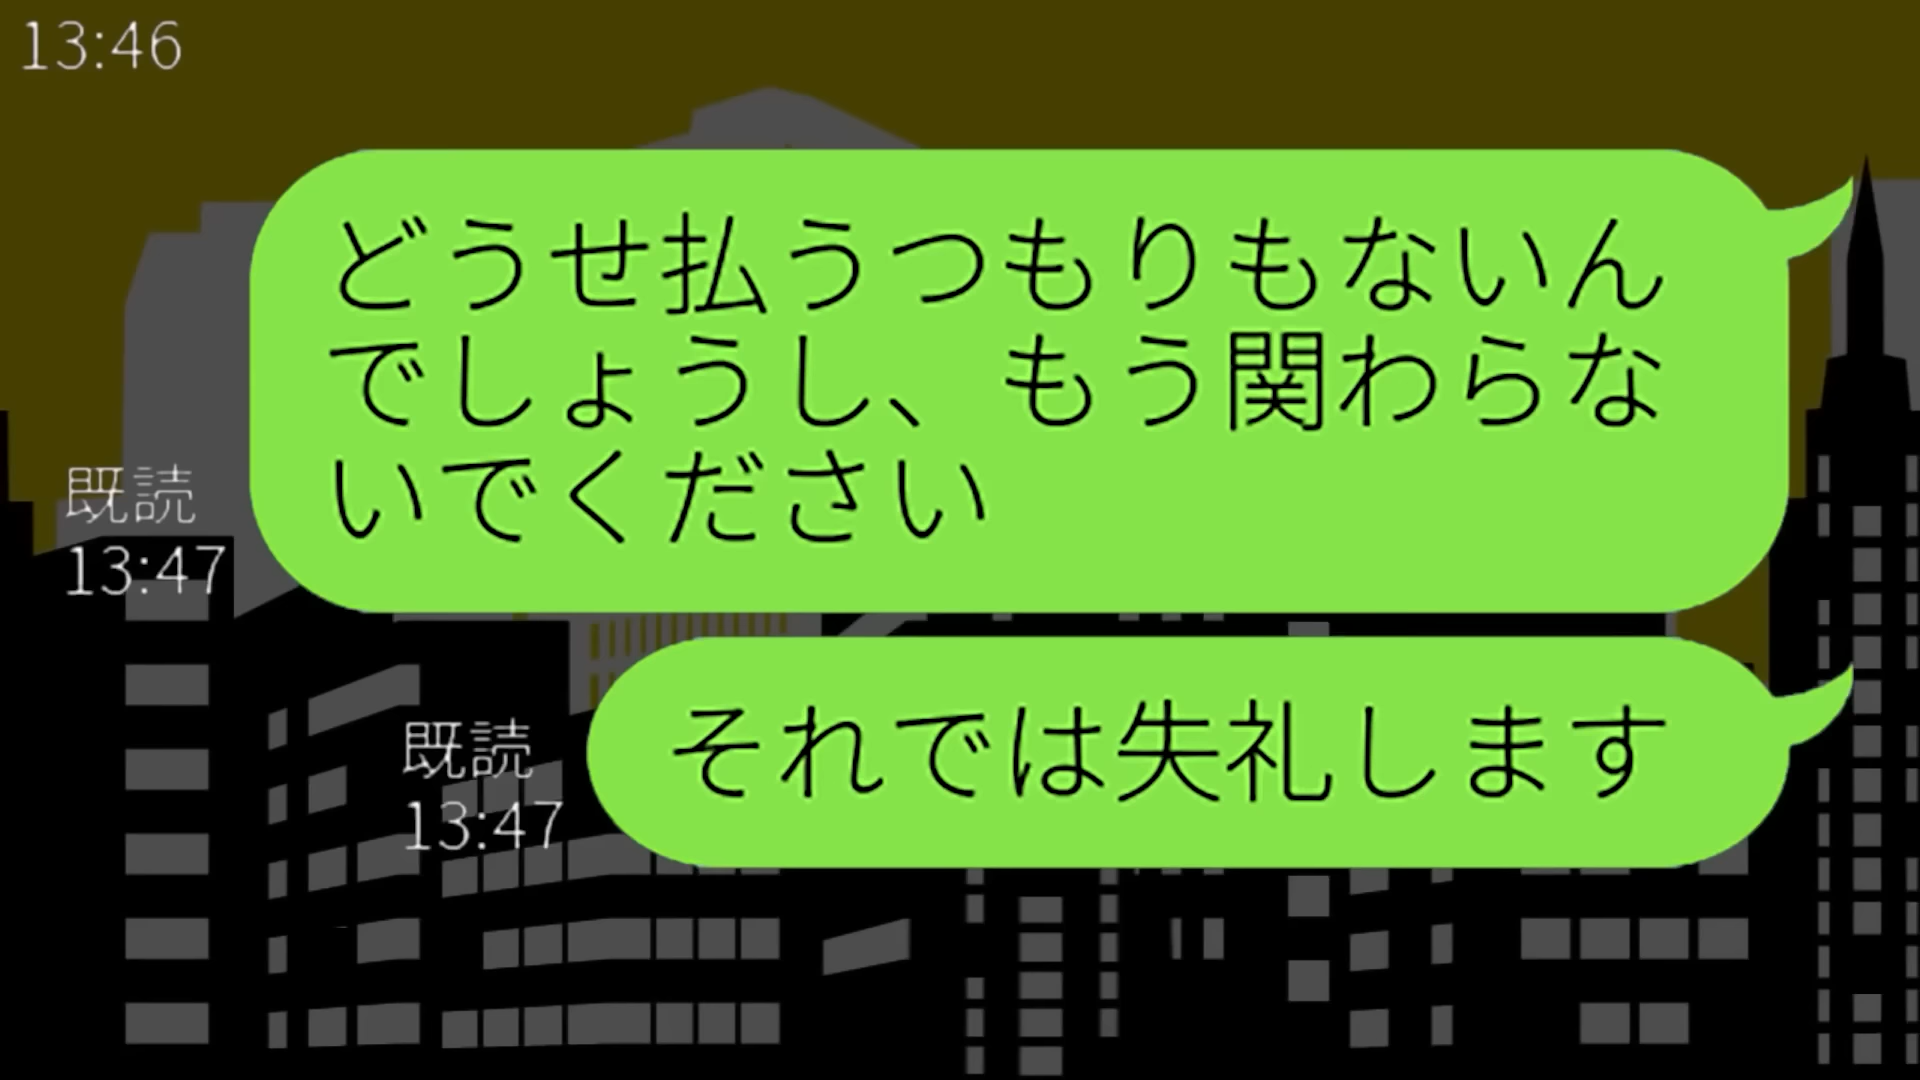 13:46
どうせ払うつもりもないん
でしょうし、もう関わらな
いでください
既読
13:47
それでは失礼します
既読
13:47